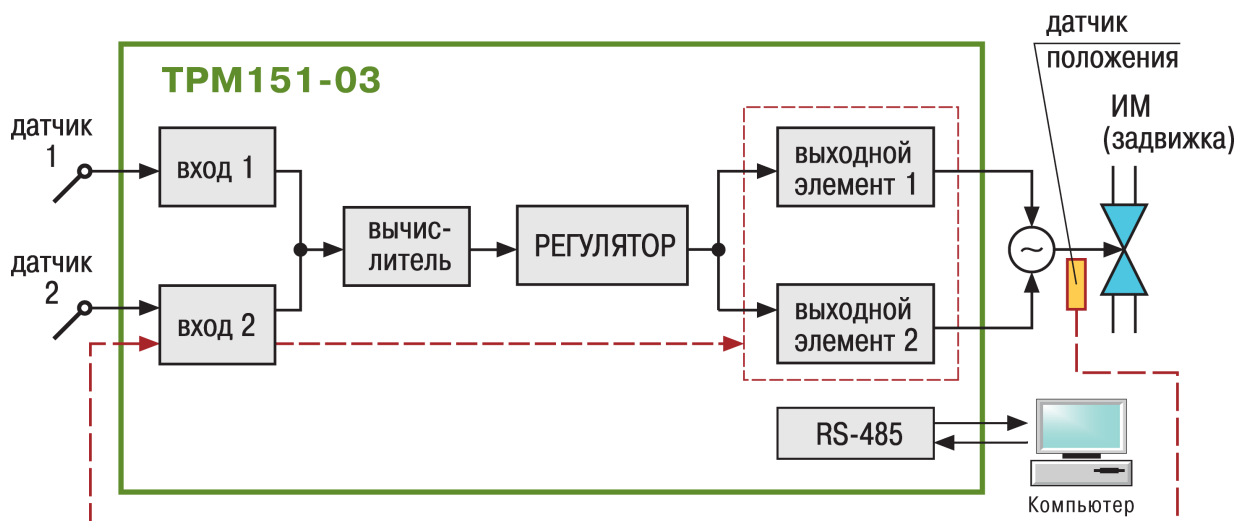 датчик
положения
ТРМ151-03
ИМ
(задвижка)
датчик
1
вход 1
выходной
элемент 1
вычис-
литель
РЕГУЛЯТОР
~
датчик
2
вход 2
выходной
элемент 2
RS-485
Компьютер